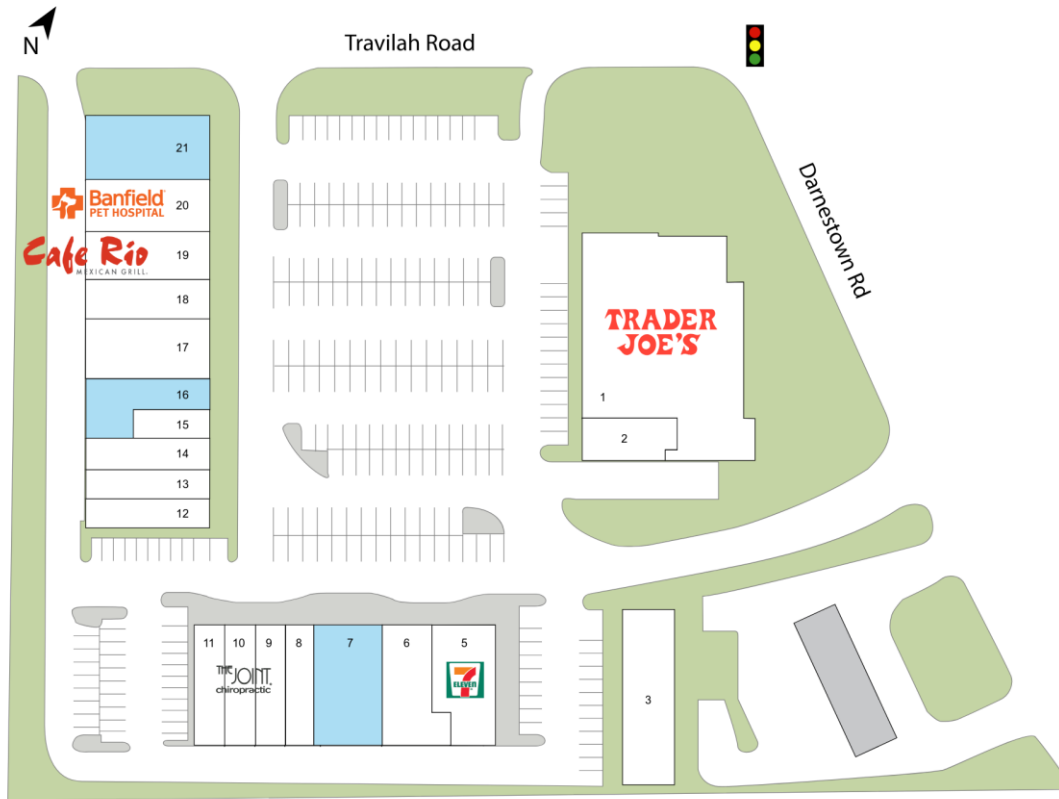 N
Travilah Road
Darnestown Rd
21
Banfield
PET HOSPITAL
20
Cafe Rio
MEXICAN GRILL.
19
18
17
16
15
14
13
12
TRADER
JOE'S
1
2
11
10
9
8
7
6
5
THE JOINT
chiropractic
7
ELEVEN
3